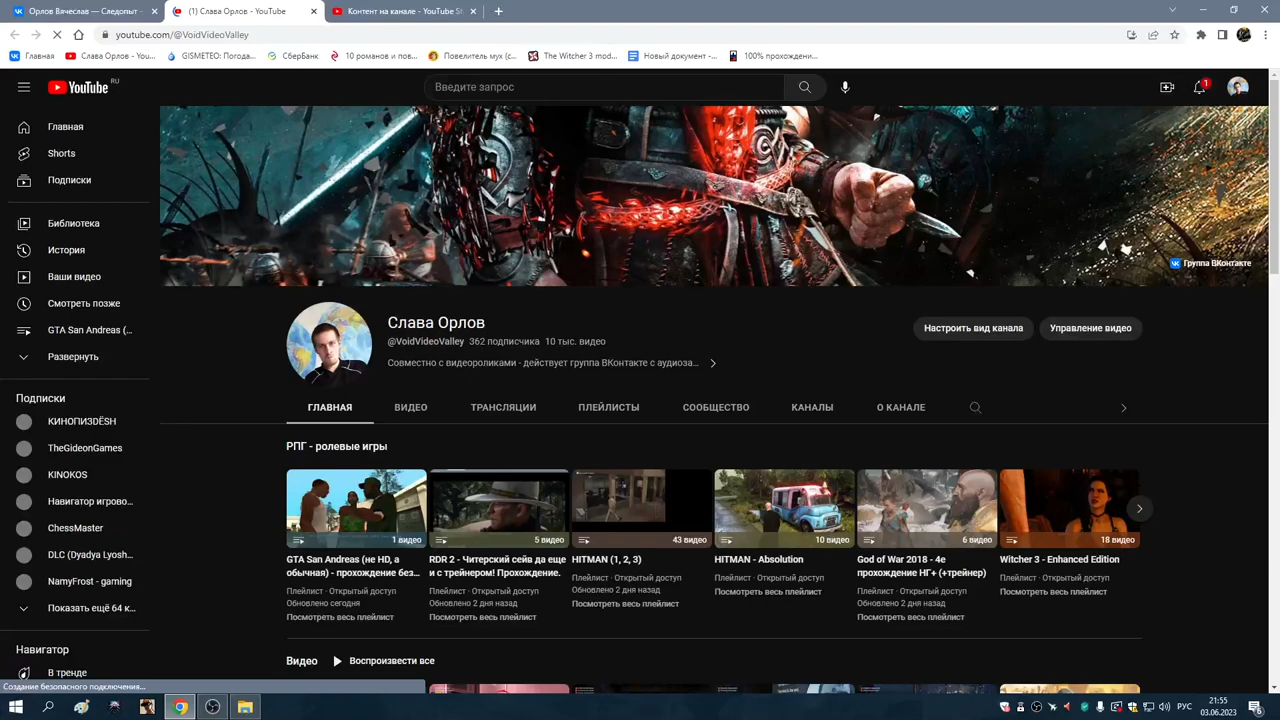 Орлов Вячеслав — Следопыт -
(1) Слава Орлов - YouTube
Контент на канале - YouTube St
youtube.com/@VoidVideoValley
Главная
Слава Орлов - You...
GISMETEO: Погода...
СберБанк
10 романов и пов...
Повелитель мух (с...
The Witcher 3 mod...
Новый документ -...
100% прохождени...
YouTube RU
Введите запрос
1
Главная
Shorts
Подписки
Библиотека
История
Ваши видео
Смотреть позже
GTA San Andreas (...
Развернуть
Подписки
КИНОПИЗDËSH
TheGideonGames
KINOKOS
Навигатор игрово...
ChessMaster
DLC (Dyadya Lyosh...
NamyFrost - gaming
Показать ещё 64 к...
Навигатор
В тренде
Создание безопасного подключения...
Группа ВКонтакте
Слава Орлов
@VoidVideoValley 362 подписчика 10 тыс. видео
Совместно с видеороликами - действует группа ВКонтакте с аудиоза...
Настроить вид канала
Управление видео
ГЛАВНАЯ
ВИДЕО
ТРАНСЛЯЦИИ
ПЛЕЙЛИСТЫ
СООБЩЕСТВО
КАНАЛЫ
О КАНАЛЕ
РПГ - ролевые игры
1 видео
5 видео
43 видео
10 видео
6 видео
18 видео
GTA San Andreas (не HD, а
обычная) - прохождение без...
Плейлист · Открытый доступ
Обновлено сегодня
Посмотреть весь плейлист
RDR 2 - Читерский сейв да еще
и с трейнером! Прохождение.
Плейлист · Открытый доступ
Обновлено 2 дня назад
Посмотреть весь плейлист
HITMAN (1, 2, 3)
Плейлист · Открытый доступ
Обновлено 2 дня назад
Посмотреть весь плейлист
HITMAN - Absolution
Плейлист · Открытый доступ
Посмотреть весь плейлист
God of War 2018 - 4е
прохождение НГ+ (+трейнер)
Плейлист · Открытый доступ
Обновлено 2 дня назад
Посмотреть весь плейлист
Witcher 3 - Enhanced Edition
Плейлист · Открытый доступ
Посмотреть весь плейлист
Видео
Воспроизвести все
РУС
21:55
03.06.2023
6